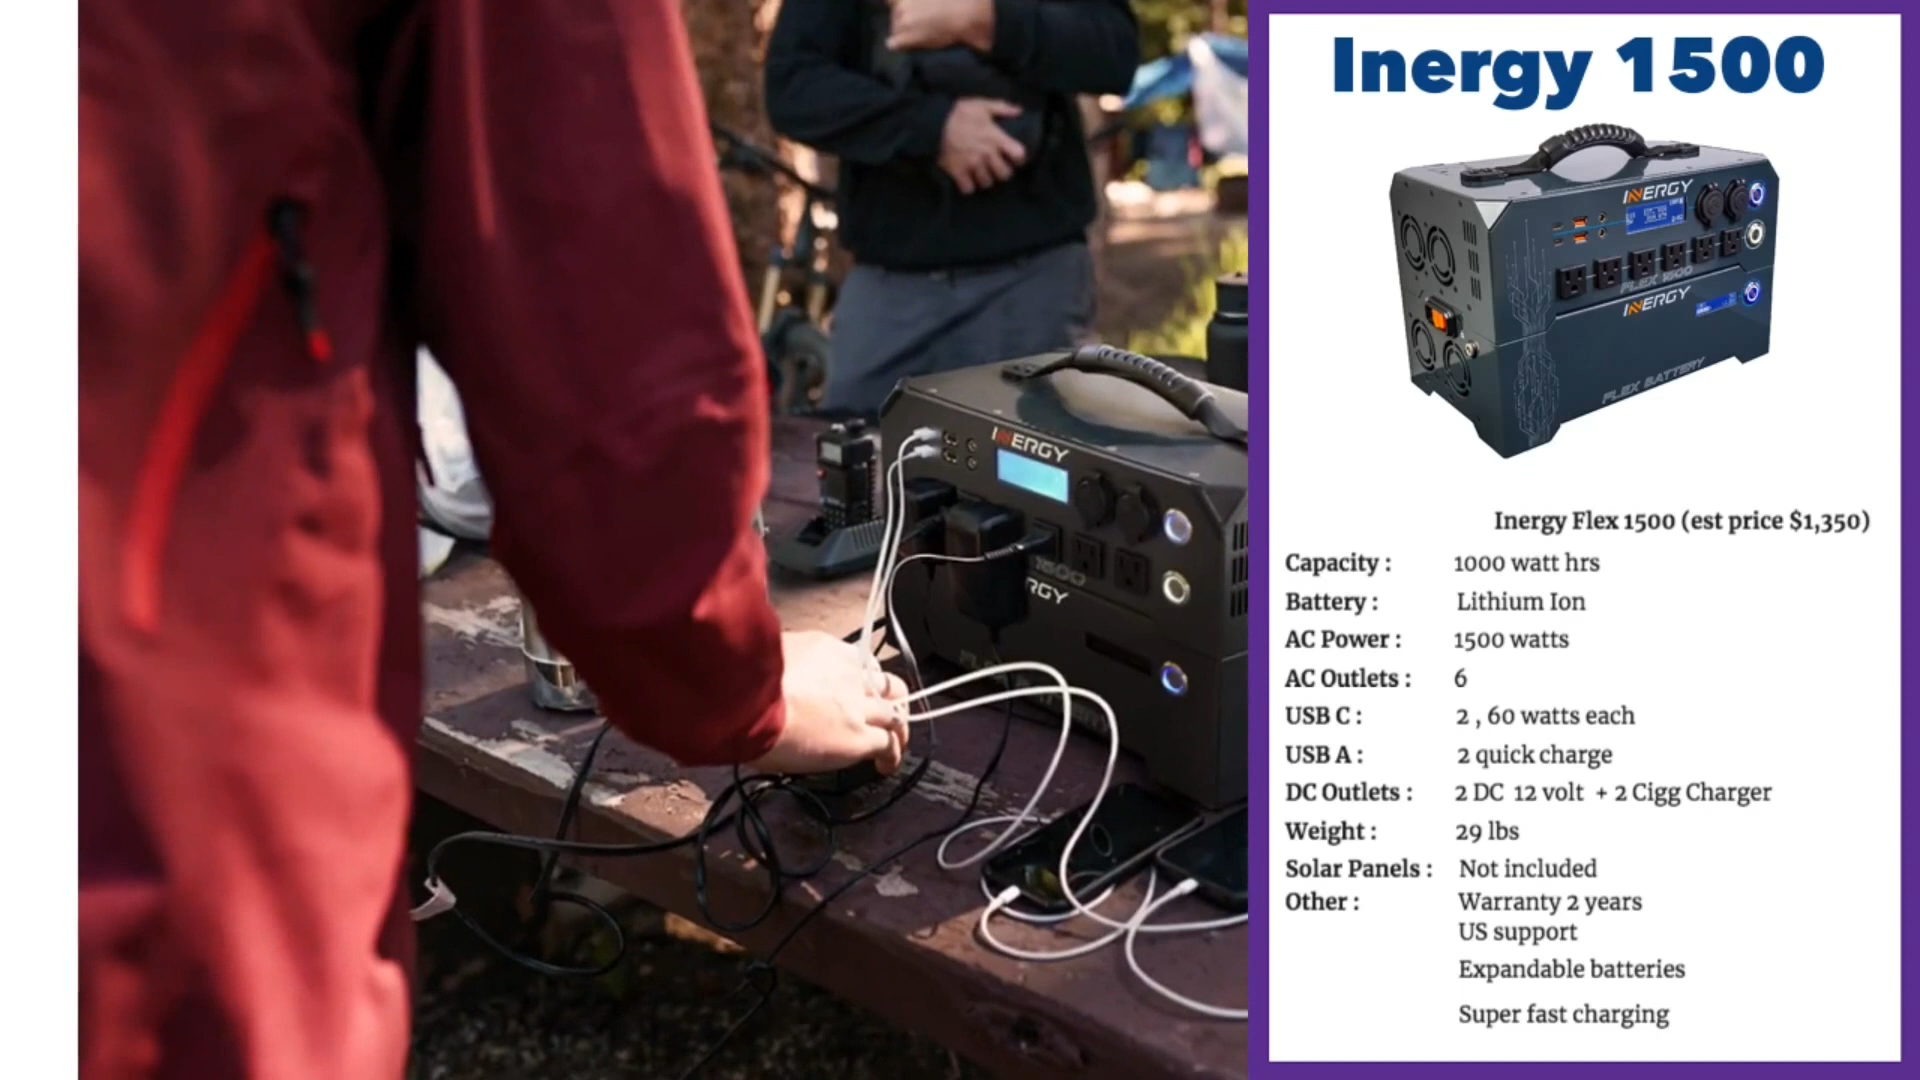 INERGY
1500
RGY
Inergy 1500
INERGY
FLEX 1500
INERGY
FLEX BATTERY
Inergy Flex 1500 (est price $1,350)
Capacity : 1000 watt hrs
Battery : Lithium Ion
AC Power : 1500 watts
AC Outlets : 6
USB C : 2 , 60 watts each
USB A : 2 quick charge
DC Outlets : 2 DC 12 volt + 2 Cigg Charger
Weight : 29 lbs
Solar Panels : Not included
Other : Warranty 2 years
US support
Expandable batteries
Super fast charging